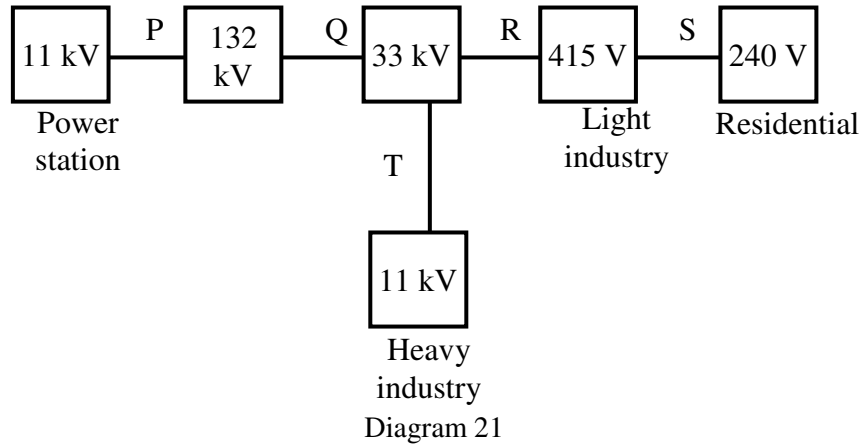 P
Q
R
S
11 kV
132
kV
33 kV
415 V
240 V
Power
station
Light
industry
Residential
T
11 kV
Heavy
industry
Diagram 21